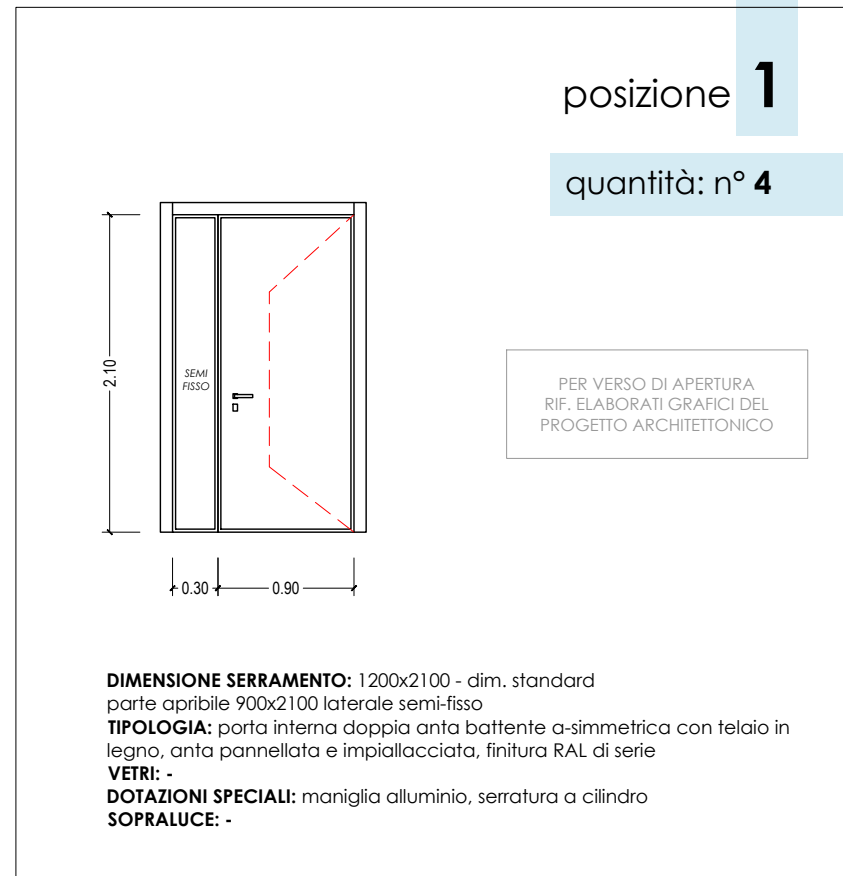 posizione 1
quantità: n° 4
2.10
SEMI
FISSO
PER VERSO DI APERTURA
RIF. ELABORATI GRAFICI DEL
PROGETTO ARCHITETTONICO
0.30
0.90
DIMENSIONE SERRAMENTO: 1200x2100 - dim. standard
parte apribile 900x2100 laterale semi-fisso
TIPOLOGIA: porta interna doppia anta battente a-simmetrica con telaio in
legno, anta pannellata e impiallacciata, finitura RAL di serie
VETRI: -
DOTAZIONI SPECIALI: maniglia alluminio, serratura a cilindro
SOPRALUCE: -